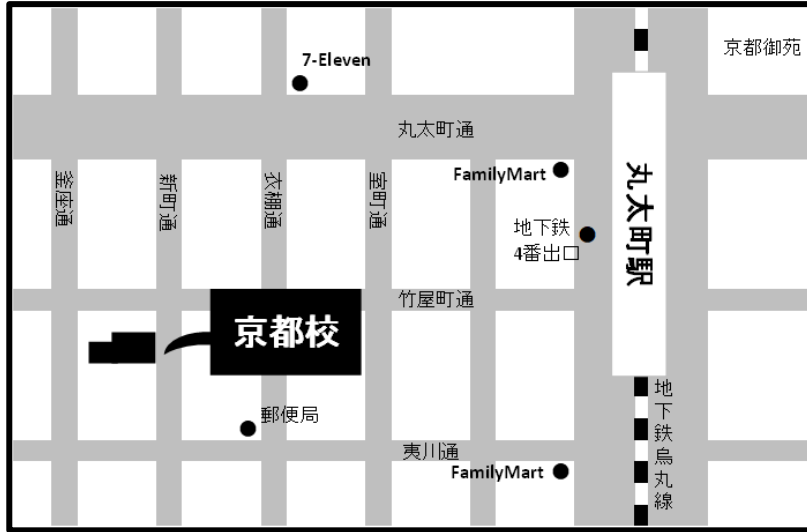 京都御苑
7-Eleven
丸太町通
FamilyMart
丸太町駅
釜座通
新町通
衣棚通
室町通
地下鉄
4番出口
竹屋町通
京都校
郵便局
夷川通
FamilyMart
地下鉄烏丸線